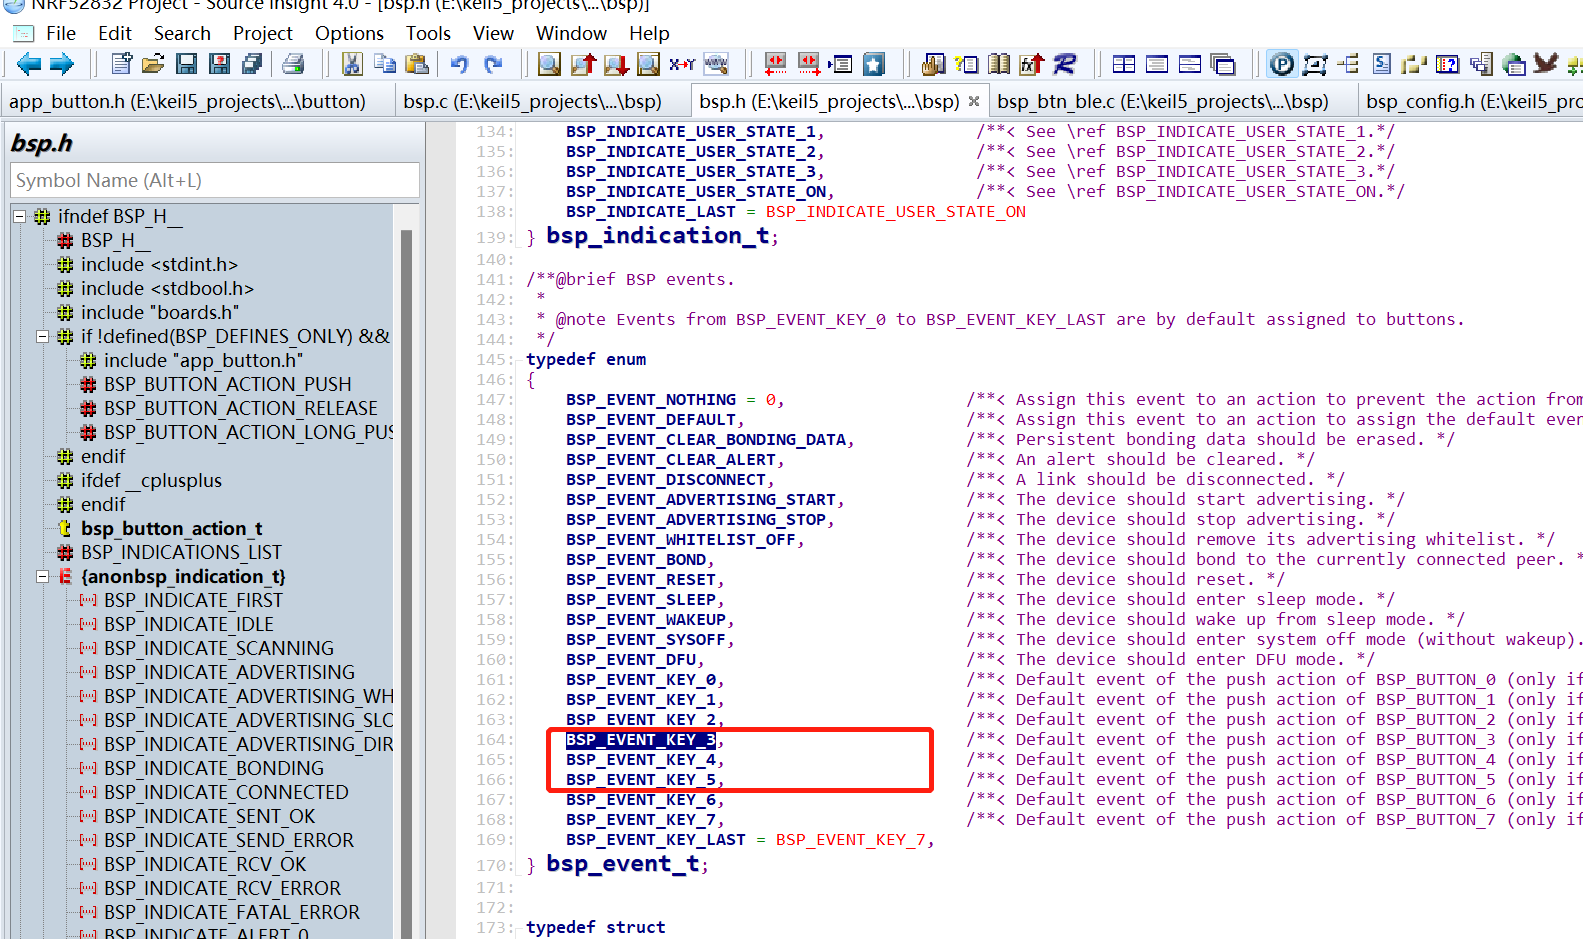 NRF52832 Project - Source Insight 4.0 - [bsp.h (E:\keil5_projects\...\bsp)]
File Edit Search Project Options Tools View Window Help
app_button.h (E:\keil5_projects\...\button) bsp.c (E:\keil5_projects\...\bsp) bsp.h (E:\keil5_projects\...\bsp) bsp_btn_ble.c (E:\keil5_projects\...\bsp) bsp_config.h (E:\keil5_pro
bsp.h
Symbol Name (Alt+L)
ifndef BSP_H__
BSP_H__
include <stdint.h>
include <stdbool.h>
include "boards.h"
if !defined(BSP_DEFINES_ONLY) &&
include "app_button.h"
BSP_BUTTON_ACTION_PUSH
BSP_BUTTON_ACTION_RELEASE
BSP_BUTTON_ACTION_LONG_PUS
endif
ifdef __cplusplus
endif
bsp_button_action_t
BSP_INDICATIONS_LIST
{anonbsp_indication_t}
BSP_INDICATE_FIRST
BSP_INDICATE_IDLE
BSP_INDICATE_SCANNING
BSP_INDICATE_ADVERTISING
BSP_INDICATE_ADVERTISING_WH
BSP_INDICATE_ADVERTISING_SLO
BSP_INDICATE_ADVERTISING_DIR
BSP_INDICATE_BONDING
BSP_INDICATE_CONNECTED
BSP_INDICATE_SENT_OK
BSP_INDICATE_SEND_ERROR
BSP_INDICATE_RCV_OK
BSP_INDICATE_RCV_ERROR
BSP_INDICATE_FATAL_ERROR
BSP_INDICATE_ALERT_0
134: BSP_INDICATE_USER_STATE_1, /**< See \ref BSP_INDICATE_USER_STATE_1.*/
135: BSP_INDICATE_USER_STATE_2, /**< See \ref BSP_INDICATE_USER_STATE_2.*/
136: BSP_INDICATE_USER_STATE_3, /**< See \ref BSP_INDICATE_USER_STATE_3.*/
137: BSP_INDICATE_USER_STATE_ON, /**< See \ref BSP_INDICATE_USER_STATE_ON.*/
138: BSP_INDICATE_LAST = BSP_INDICATE_USER_STATE_ON
139: } bsp_indication_t;
140:
141: /**@brief BSP events.
142: *
143: * @note Events from BSP_EVENT_KEY_0 to BSP_EVENT_KEY_LAST are by default assigned to buttons.
144: */
145: typedef enum
146: {
147: BSP_EVENT_NOTHING = 0, /**< Assign this event to an action to prevent the action from
148: BSP_EVENT_DEFAULT, /**< Assign this event to an action to assign the default even
149: BSP_EVENT_CLEAR_BONDING_DATA, /**< Persistent bonding data should be erased. */
150: BSP_EVENT_CLEAR_ALERT, /**< An alert should be cleared. */
151: BSP_EVENT_DISCONNECT, /**< A link should be disconnected. */
152: BSP_EVENT_ADVERTISING_START, /**< The device should start advertising. */
153: BSP_EVENT_ADVERTISING_STOP, /**< The device should stop advertising. */
154: BSP_EVENT_WHITELIST_OFF, /**< The device should remove its advertising whitelist. */
155: BSP_EVENT_BOND, /**< The device should bond to the currently connected peer. *
156: BSP_EVENT_RESET, /**< The device should reset. */
157: BSP_EVENT_SLEEP, /**< The device should enter sleep mode. */
158: BSP_EVENT_WAKEUP, /**< The device should wake up from sleep mode. */
159: BSP_EVENT_SYSOFF, /**< The device should enter system off mode (without wakeup).
160: BSP_EVENT_DFU, /**< The device should enter DFU mode. */
161: BSP_EVENT_KEY_0, /**< Default event of the push action of BSP_BUTTON_0 (only if
162: BSP_EVENT_KEY_1, /**< Default event of the push action of BSP_BUTTON_1 (only if
163: BSP_EVENT_KEY_2, /**< Default event of the push action of BSP_BUTTON_2 (only if
164: BSP_EVENT_KEY_3, /**< Default event of the push action of BSP_BUTTON_3 (only if
165: BSP_EVENT_KEY_4, /**< Default event of the push action of BSP_BUTTON_4 (only if
166: BSP_EVENT_KEY_5, /**< Default event of the push action of BSP_BUTTON_5 (only if
167: BSP_EVENT_KEY_6, /**< Default event of the push action of BSP_BUTTON_6 (only if
168: BSP_EVENT_KEY_7, /**< Default event of the push action of BSP_BUTTON_7 (only if
169: BSP_EVENT_KEY_LAST = BSP_EVENT_KEY_7,
170: } bsp_event_t;
171:
172:
173: typedef struct